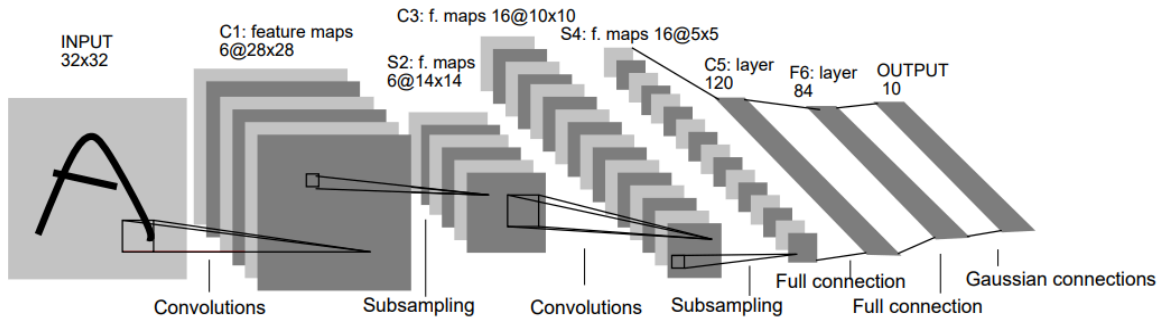 INPUT
32x32
C1: feature maps
6@28x28
S2: f. maps
6@14x14
C3: f. maps 16@10x10
S4: f. maps 16@5x5
C5: layer
120
F6: layer
84
OUTPUT
10
Convolutions
Subsampling
Convolutions
Subsampling
Full connection
Full connection
Gaussian connections